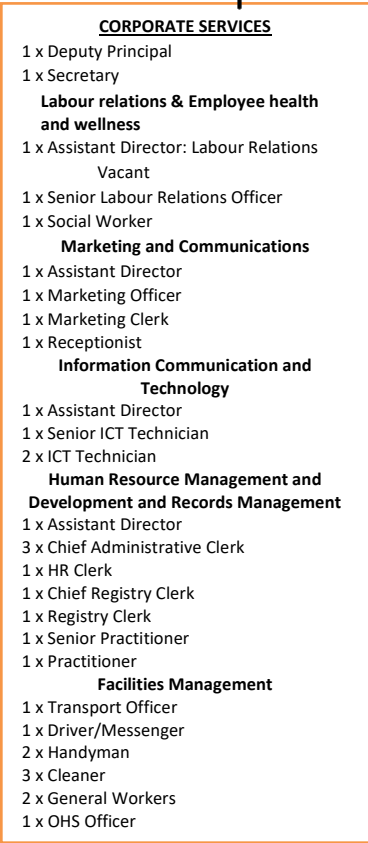 CORPORATE SERVICES
1 x Deputy Principal
1 x Secretary
Labour relations & Employee health
and wellness
1 x Assistant Director: Labour Relations
Vacant
1 x Senior Labour Relations Officer
1 x Social Worker
Marketing and Communications
1 x Assistant Director
1 x Marketing Officer
1 x Marketing Clerk
1 x Receptionist
Information Communication and
Technology
1 x Assistant Director
1 x Senior ICT Technician
2 x ICT Technician
Human Resource Management and
Development and Records Management
1 x Assistant Director
3 x Chief Administrative Clerk
1 x HR Clerk
1 x Chief Registry Clerk
1 x Registry Clerk
1 x Senior Practitioner
1 x Practitioner
Facilities Management
1 x Transport Officer
1 x Driver/Messenger
2 x Handyman
3 x Cleaner
2 x General Workers
1 x OHS Officer